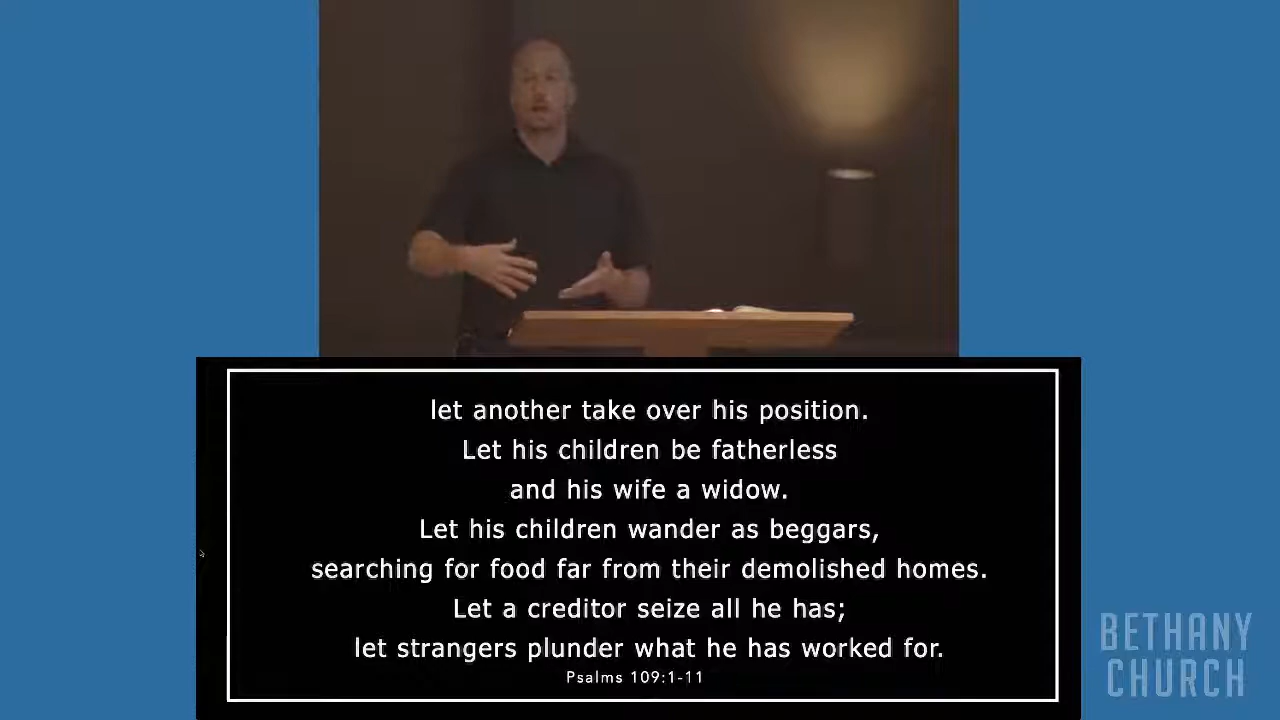 let another take over his position.
Let his children be fatherless
and his wife a widow.
Let his children wander as beggars,
searching for food far from their demolished homes.
Let a creditor seize all he has;
let strangers plunder what he has worked for.
Psalms 109:1-11
BETHANY
CHURCH